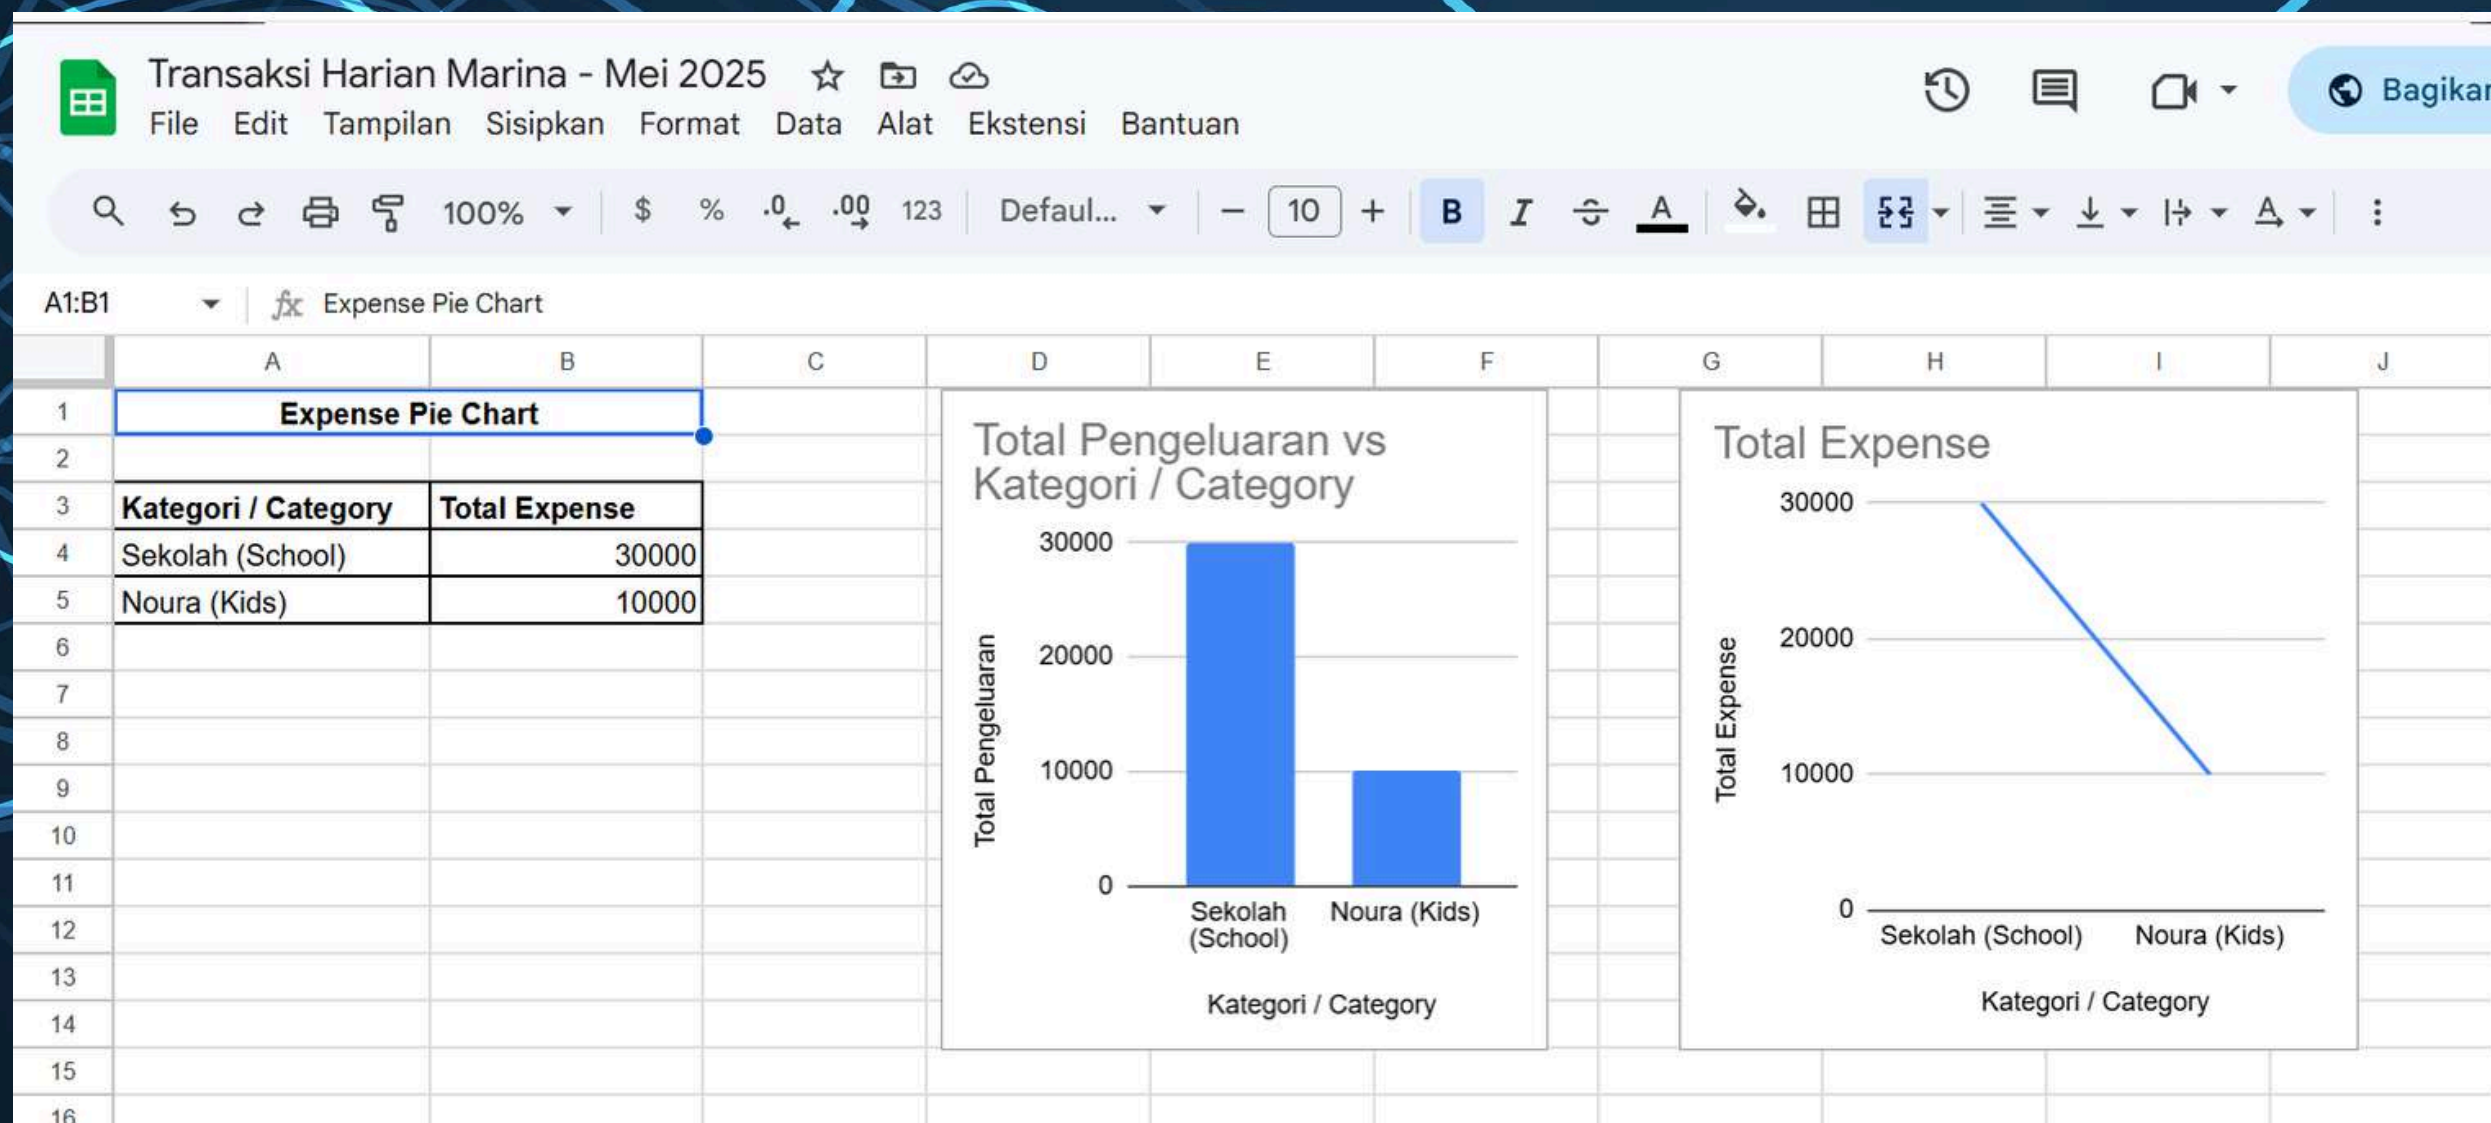 Transaksi Harian Marina - Mei 2025
File Edit Tampilan Sisipkan Format Data Alat Ekstensi Bantuan
Bagikan
100% $ % .0 .00 123 Defaul... 10 B I A A
A1:B1 fx Expense Pie Chart
A B C D E F G H I J
1 Expense Pie Chart
2
3 Kategori / Category Total Expense
4 Sekolah (School) 30000
5 Noura (Kids) 10000
6
7
8
9
10
11
12
13
14
15
16
Total Pengeluaran vs
Kategori / Category
30000
20000
10000
0
Total Pengeluaran
Sekolah
(School)
Noura (Kids)
Kategori / Category
Total Expense
30000
20000
10000
0
Total Expense
Sekolah (School) Noura (Kids)
Kategori / Category